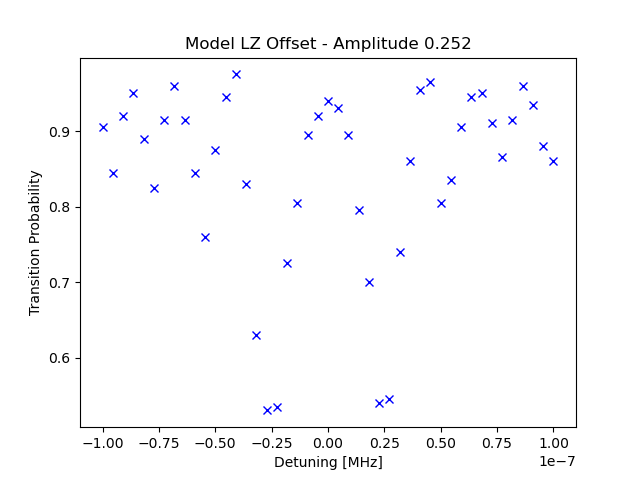 Model LZ Offset - Amplitude 0.252
Transition Probability
0.9
0.8
0.7
0.6
−1.00 −0.75 −0.50 −0.25 0.00 0.25 0.50 0.75 1.00
1e−7
Detuning [MHz]